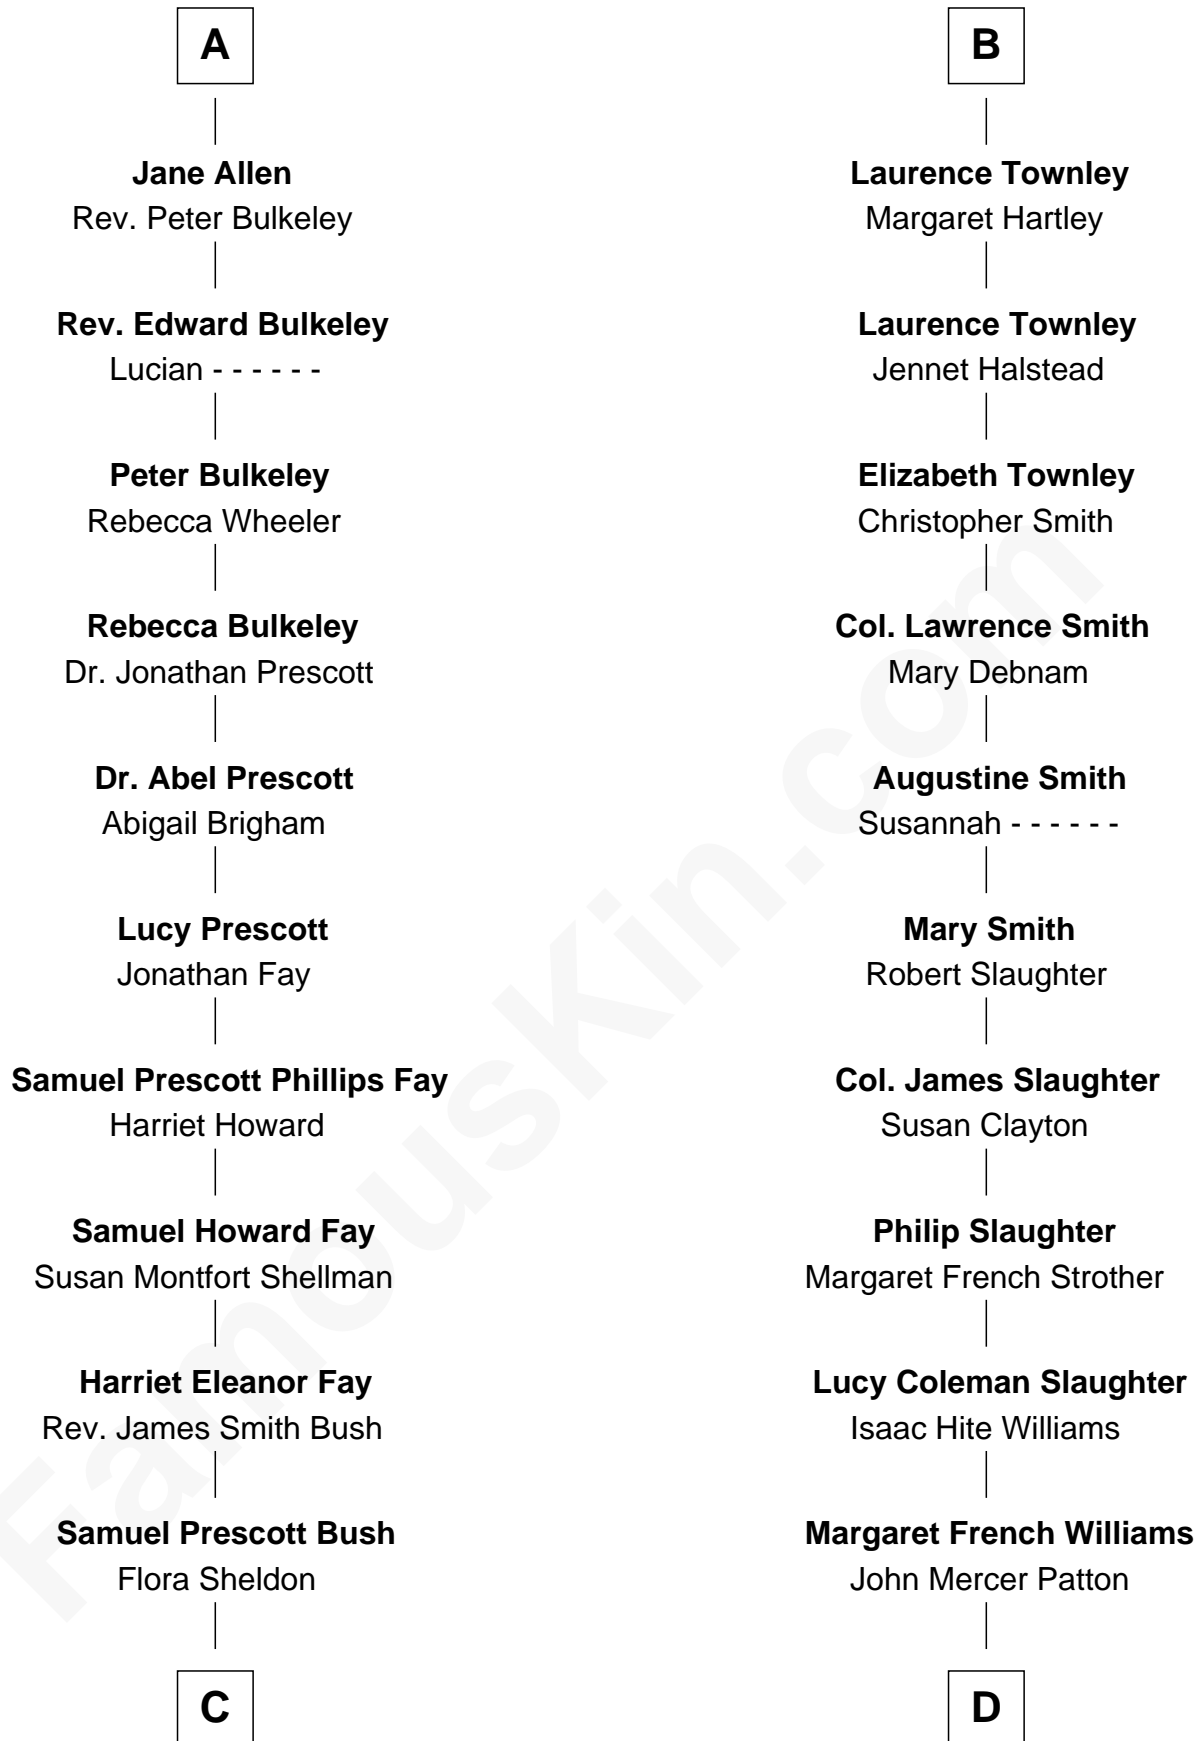 A
Jane Allen
Rev. Peter Bulkeley
Rev. Edward Bulkeley
Lucian - - - - - -
Peter Bulkeley
Rebecca Wheeler
Rebecca Bulkeley
Dr. Jonathan Prescott
Dr. Abel Prescott
Abigail Brigham
Lucy Prescott
Jonathan Fay
Samuel Prescott Phillips Fay
Harriet Howard
Samuel Howard Fay
Susan Montfort Shellman
Harriet Eleanor Fay
Rev. James Smith Bush
Samuel Prescott Bush
Flora Sheldon
C
B
Laurence Townley
Margaret Hartley
Laurence Townley
Jennet Halstead
Elizabeth Townley
Christopher Smith
Col. Lawrence Smith
Mary Debnam
Augustine Smith
Susannah - - - - - -
Mary Smith
Robert Slaughter
Col. James Slaughter
Susan Clayton
Philip Slaughter
Margaret French Strother
Lucy Coleman Slaughter
Isaac Hite Williams
Margaret French Williams
John Mercer Patton
D
FamousKin.com